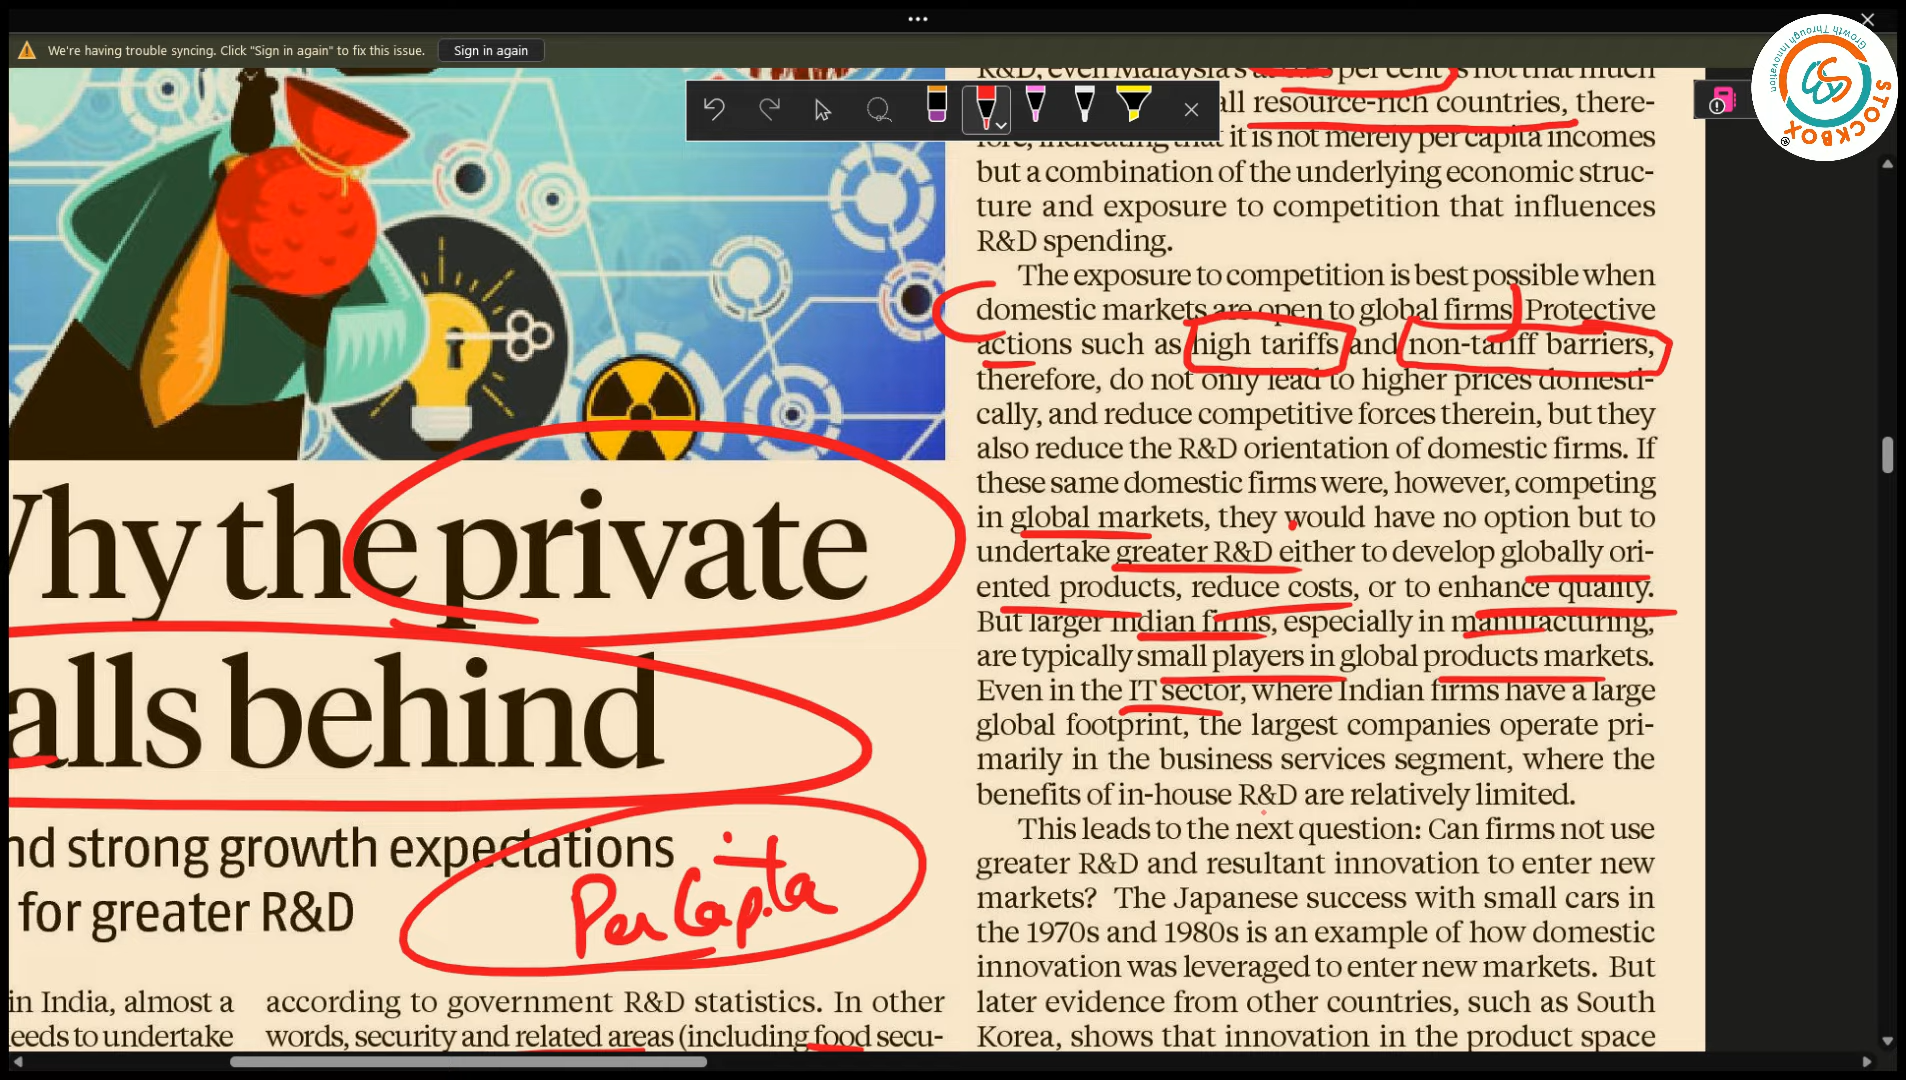 We're having trouble syncing. Click "Sign in again" to fix this issue.
Sign in again
Growth Through Innovation
STOCKBOX®
hy the private
alls behind
nd strong growth expectations
for greater R&D
Per Capita
in India, almost a
eeds to undertake
according to government R&D statistics. In other
words, security and related areas (including food secu-
R&D, even Malaysia's per cent is not that much
all resource-rich countries, there-
fore, indicating that it is not merely per capita incomes
but a combination of the underlying economic struc-
ture and exposure to competition that influences
R&D spending.
The exposure to competition is best possible when
domestic markets are open to global firms. Protective
actions such as high tariffs and non-tariff barriers,
therefore, do not only lead to higher prices domesti-
cally, and reduce competitive forces therein, but they
also reduce the R&D orientation of domestic firms. If
these same domestic firms were, however, competing
in global markets, they would have no option but to
undertake greater R&D either to develop globally ori-
ented products, reduce costs, or to enhance quality.
But larger Indian firms, especially in manufacturing,
are typically small players in global products markets.
Even in the IT sector, where Indian firms have a large
global footprint, the largest companies operate pri-
marily in the business services segment, where the
benefits of in-house R&D are relatively limited.
This leads to the next question: Can firms not use
greater R&D and resultant innovation to enter new
markets? The Japanese success with small cars in
the 1970s and 1980s is an example of how domestic
innovation was leveraged to enter new markets. But
later evidence from other countries, such as South
Korea, shows that innovation in the product space